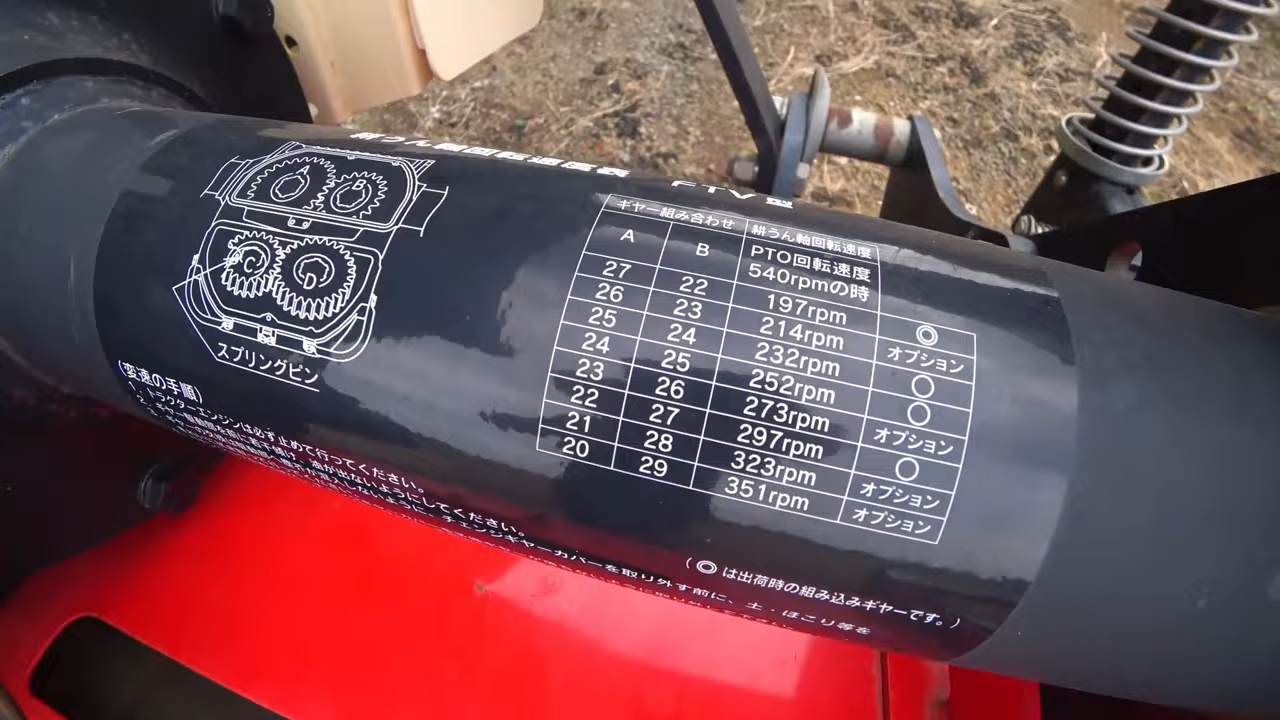 耕うん軸回転速度表 FTV型
A B
C D
スプリングピン
ギヤー組み合わせ 耕うん軸回転速度
A B PTO回転速度 540rpmの時
27 22 197rpm ◎
26 23 214rpm オプション
25 24 232rpm ○
24 25 252rpm ○
23 26 273rpm オプション
22 27 297rpm ○
21 28 323rpm オプション
20 29 351rpm オプション
(◎は出荷時の組み込みギヤーです。)
(変速の手順)
1. トラクターエンジンは必ず止めて行ってください。
油が出ないようにしてください。
チェンジギヤーカバーを取り外す前に、土・ほこり等を